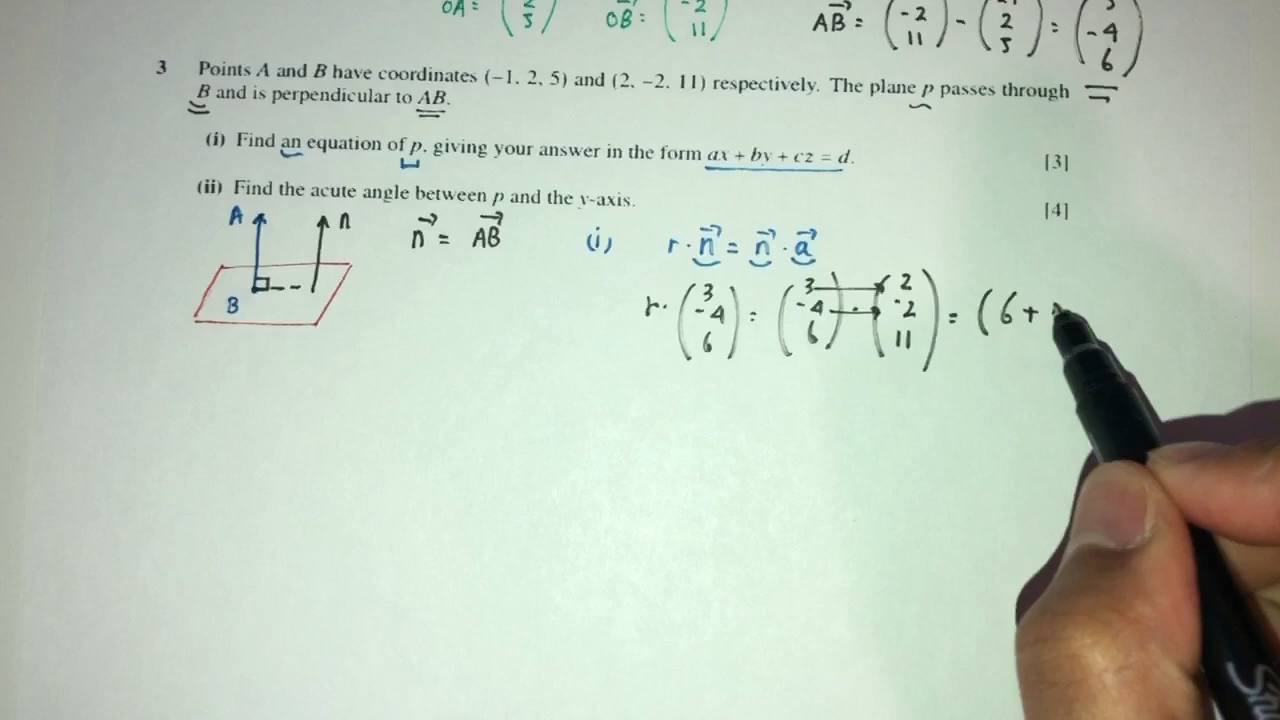 OA = (2 5) OB : (-2 11) AB = (-2 11) - (2 5) = (3 -4 6)
3 Points A and B have coordinates (−1, 2, 5) and (2, −2, 11) respectively. The plane p passes through
B and is perpendicular to AB.
(i) Find an equation of p, giving your answer in the form ax + by + cz = d. [3]
(ii) Find the acute angle between p and the y-axis. [4]
A n
B
n = AB
(i) r · n = n · a
r · (3 -4 6) = (3 -4 6) · (2 -2 11) = (6 +